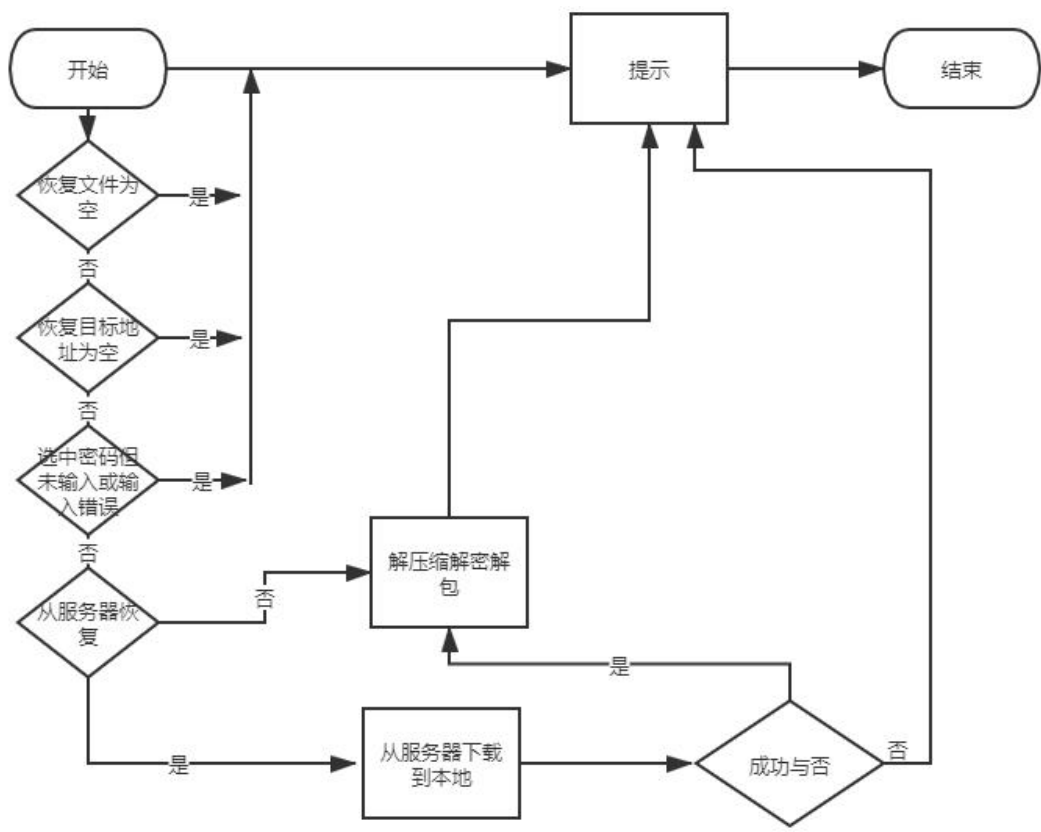 开始
提示
结束
恢复文件为
空
是
否
恢复目标地
址为空
是
否
选中密码但
未输入或输
入错误
是
否
从服务器恢
复
否
解压缩解密解
包
是
是
从服务器下载
到本地
成功与否
否